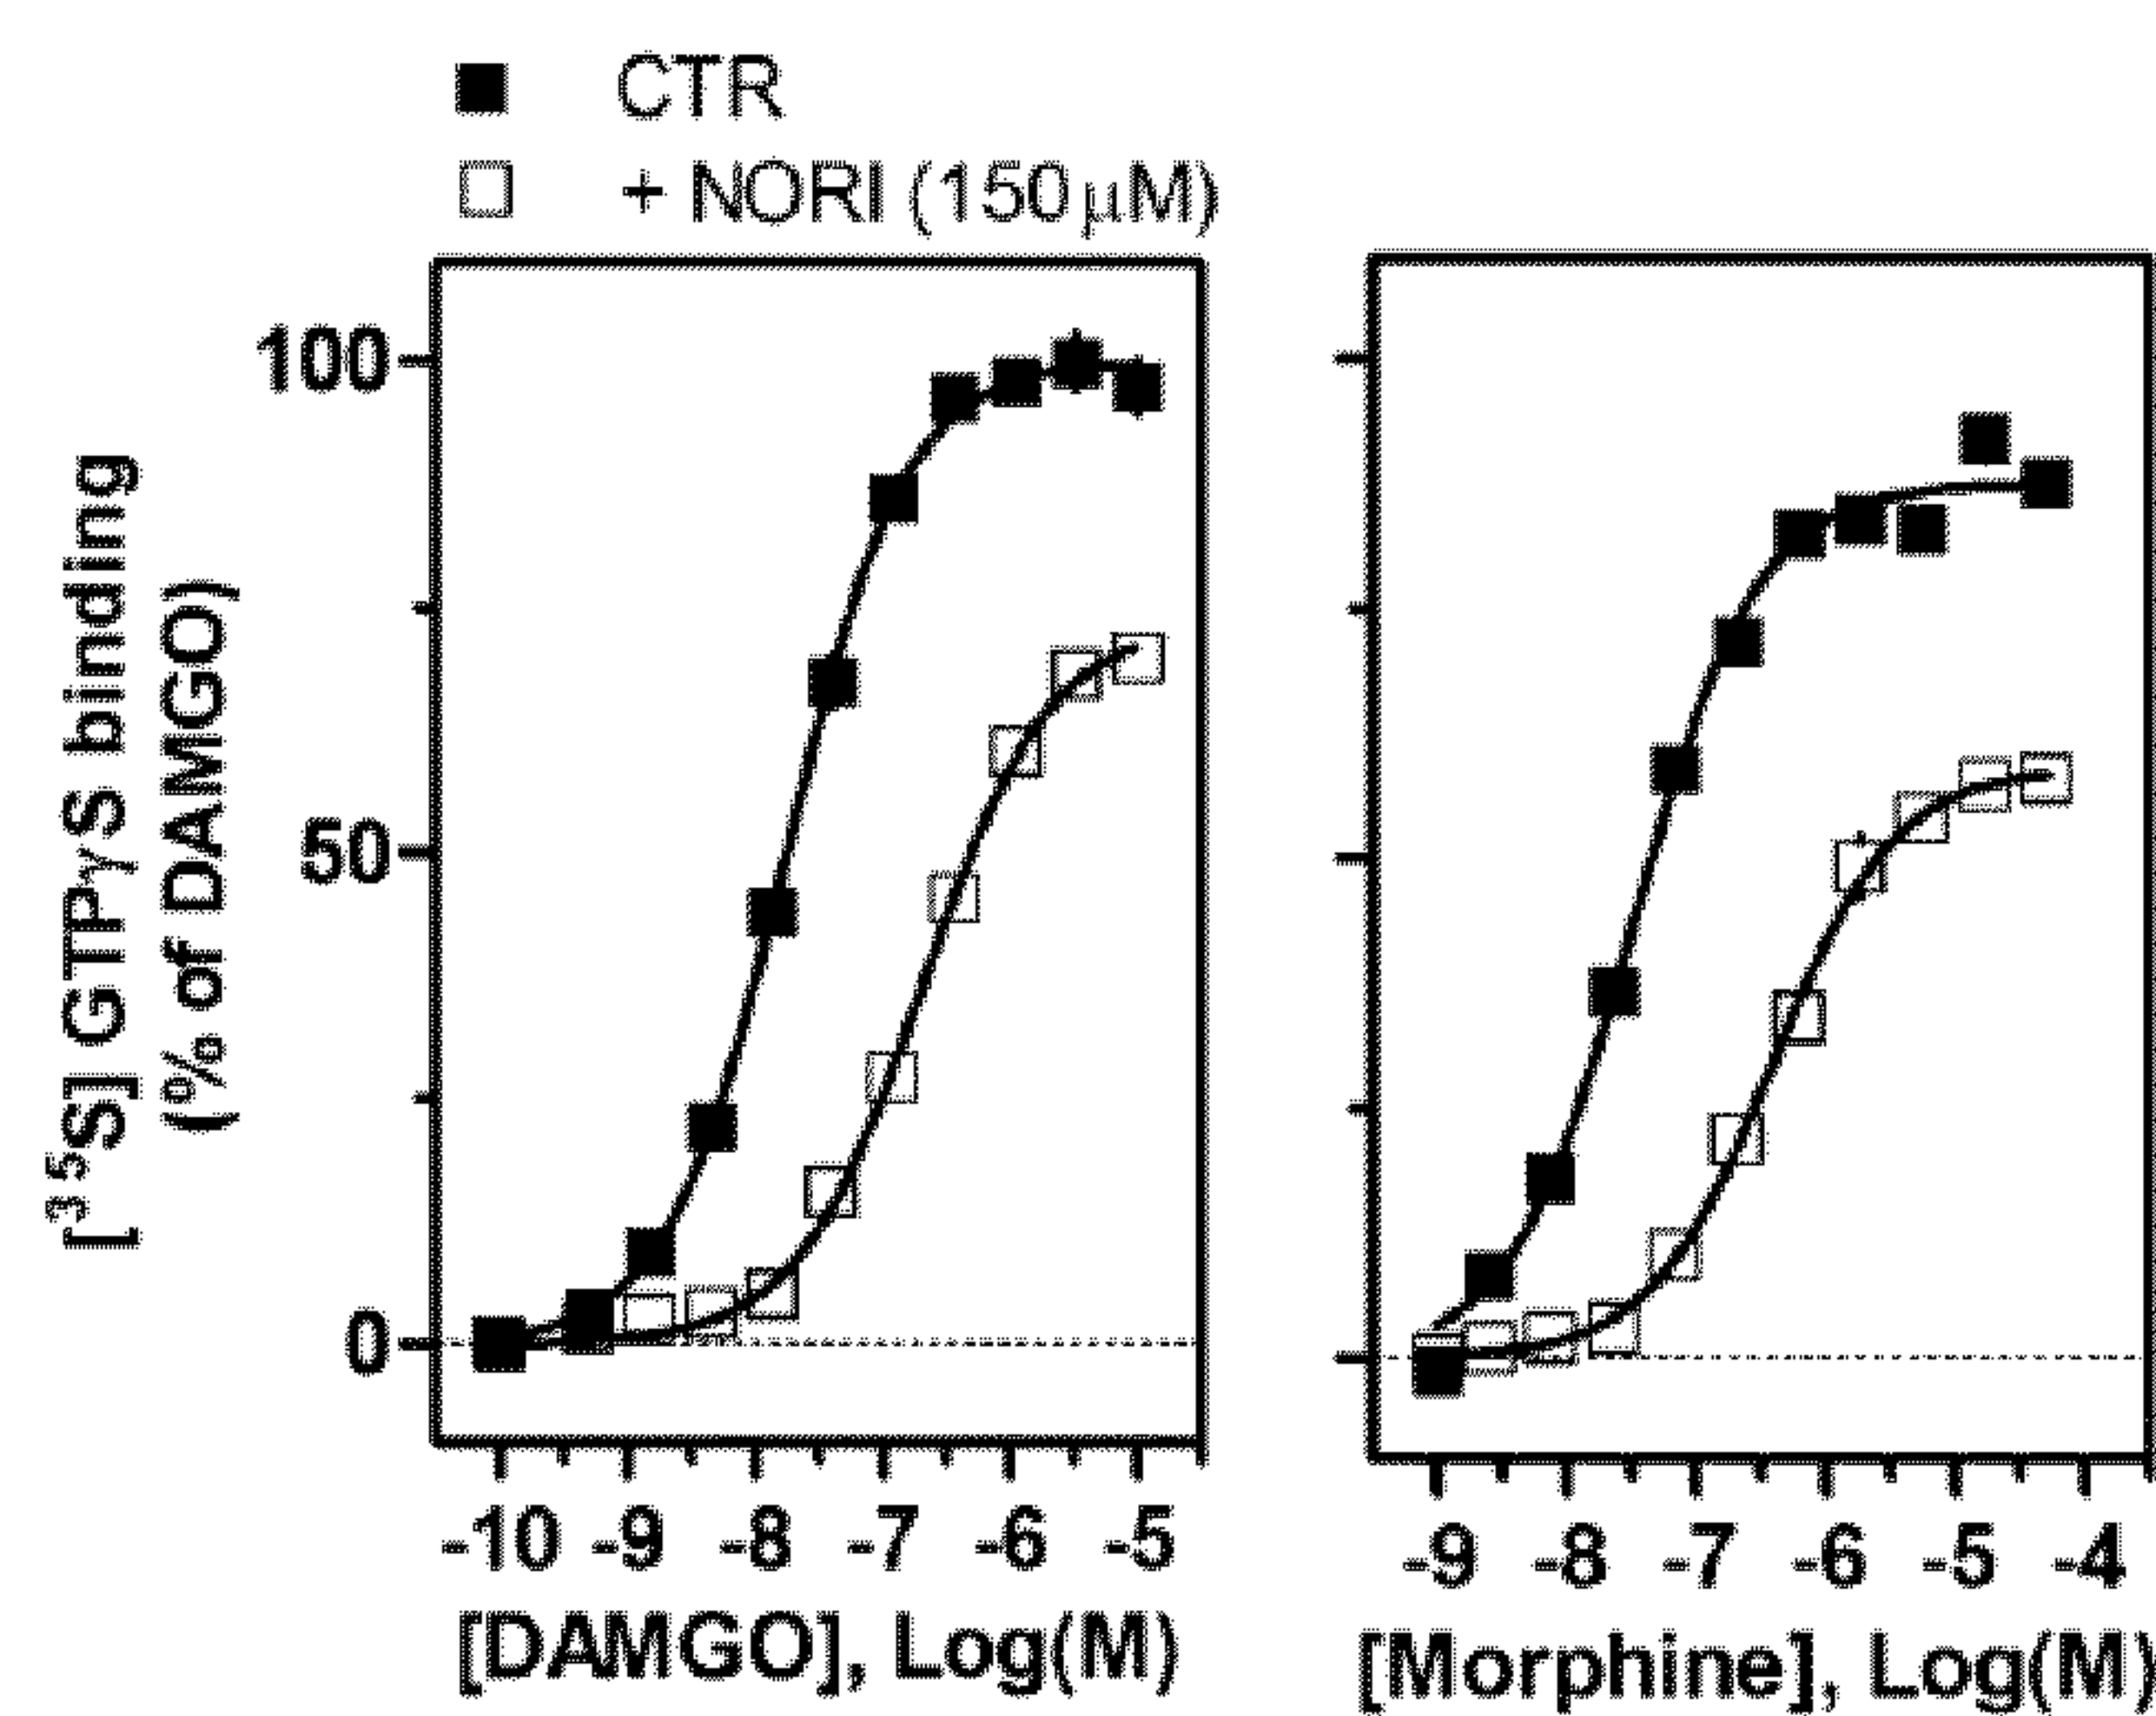 CTR
+ NORI (150 μM)
[³⁵S] GTPγS binding
(% of DAMGO)
100
50
0
-10 -9 -8 -7 -6 -5
[DAMGO], Log(M)
-9 -8 -7 -6 -5 -4
[Morphine], Log(M)